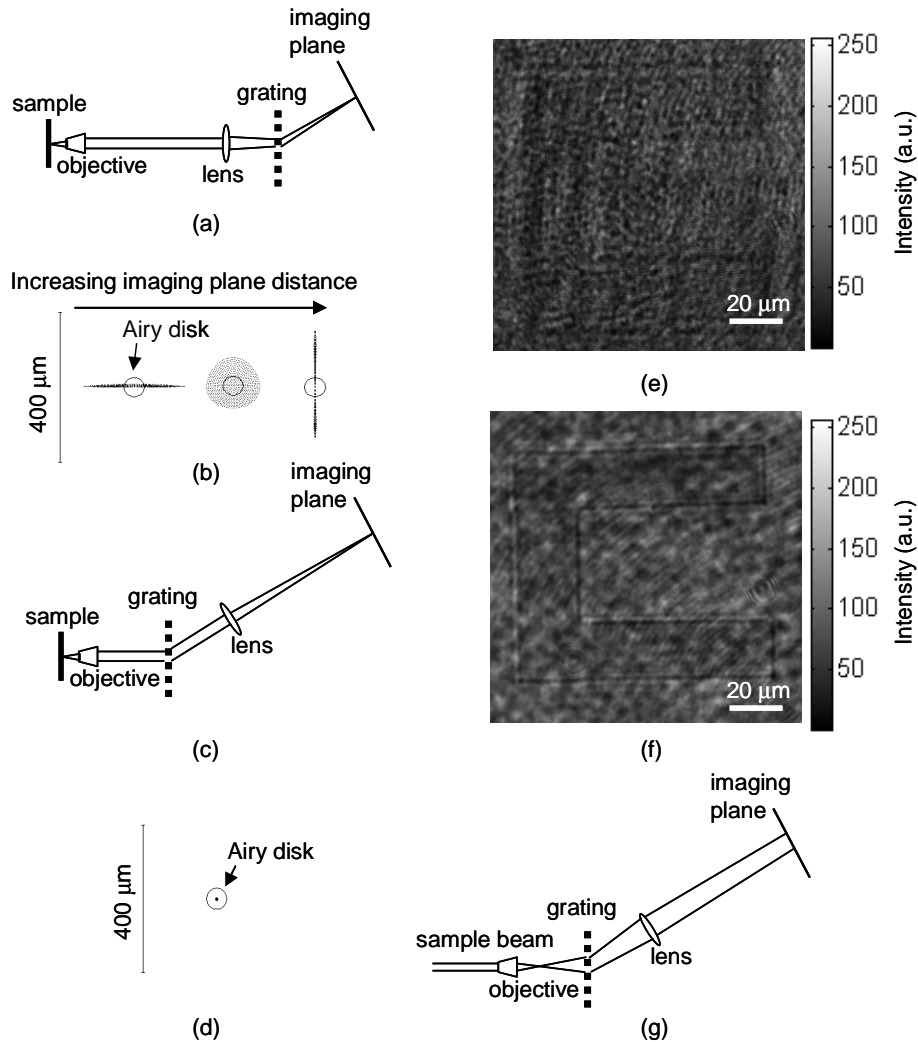 imaging
plane
grating
sample
objective
lens
(a)
Increasing imaging plane distance
Airy disk
400 μm
(b)
imaging
plane
grating
sample
lens
objective
(c)
Airy disk
400 μm
(d)
250
200
150
100
50
Intensity (a.u.)
20 μm
(e)
250
200
150
100
50
Intensity (a.u.)
20 μm
(f)
imaging
plane
grating
sample beam
lens
objective
(g)